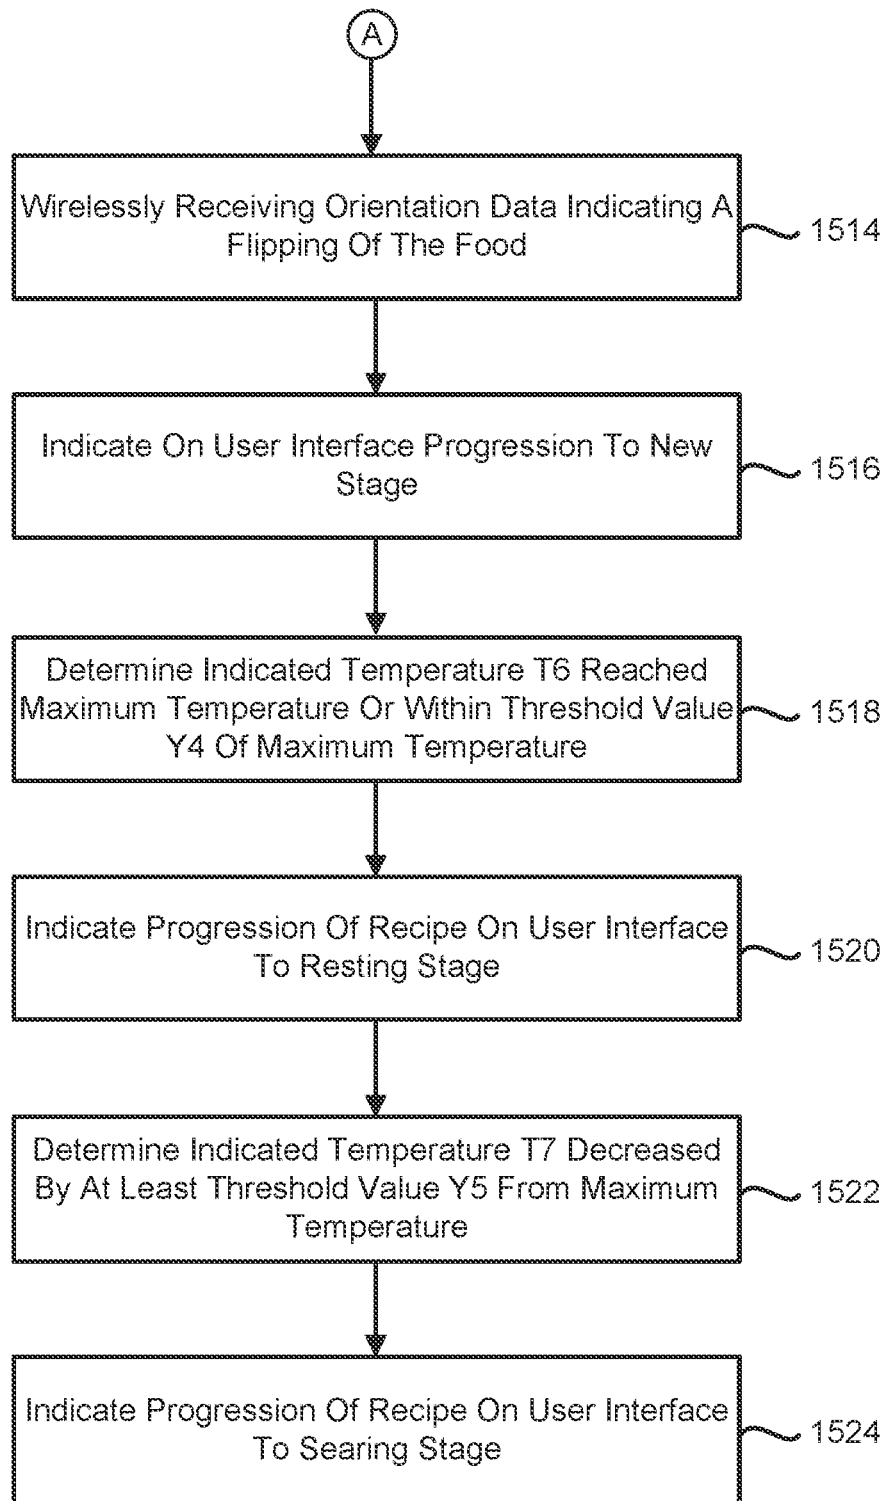 A
Wirelessly Receiving Orientation Data Indicating A
Flipping Of The Food
1514
Indicate On User Interface Progression To New
Stage
1516
Determine Indicated Temperature T6 Reached
Maximum Temperature Or Within Threshold Value
Y4 Of Maximum Temperature
1518
Indicate Progression Of Recipe On User Interface
To Resting Stage
1520
Determine Indicated Temperature T7 Decreased
By At Least Threshold Value Y5 From Maximum
Temperature
1522
Indicate Progression Of Recipe On User Interface
To Searing Stage
1524